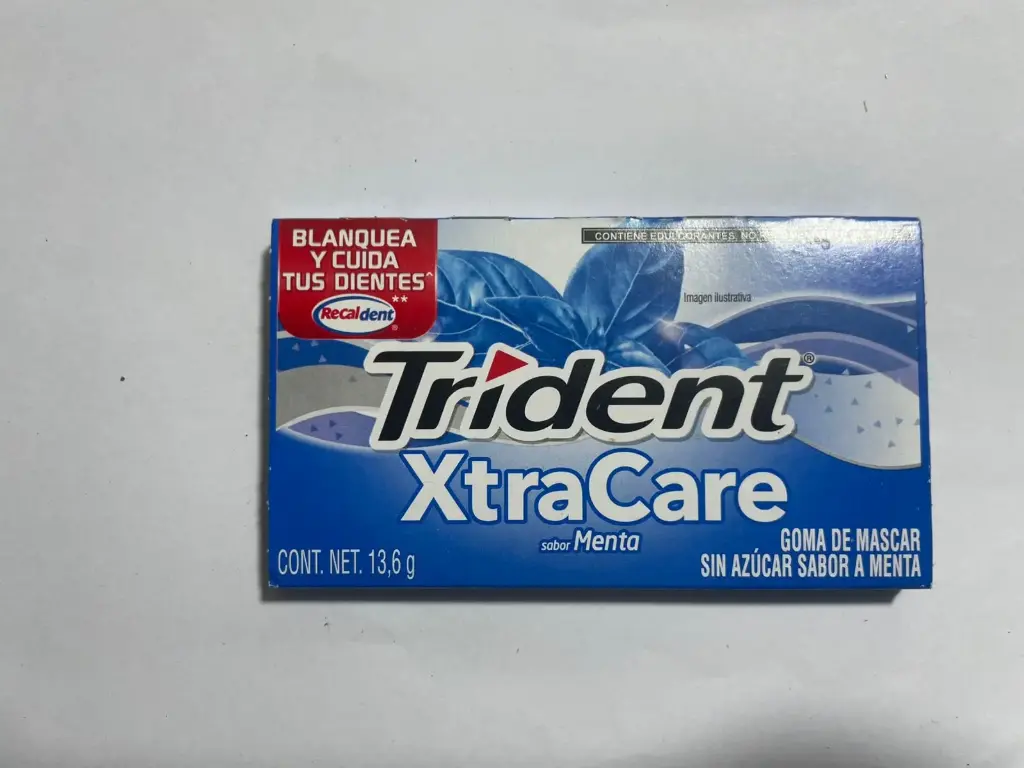 BLANQUEA
Y CUIDA
TUS DIENTES^
Recaldent**
®
CONTIENE EDULCORANTES, NO
Imagen ilustrativa
Trident®
XtraCare
sabor Menta
CONT. NET. 13,6 g
GOMA DE MASCAR
SIN AZÚCAR SABOR A MENTA